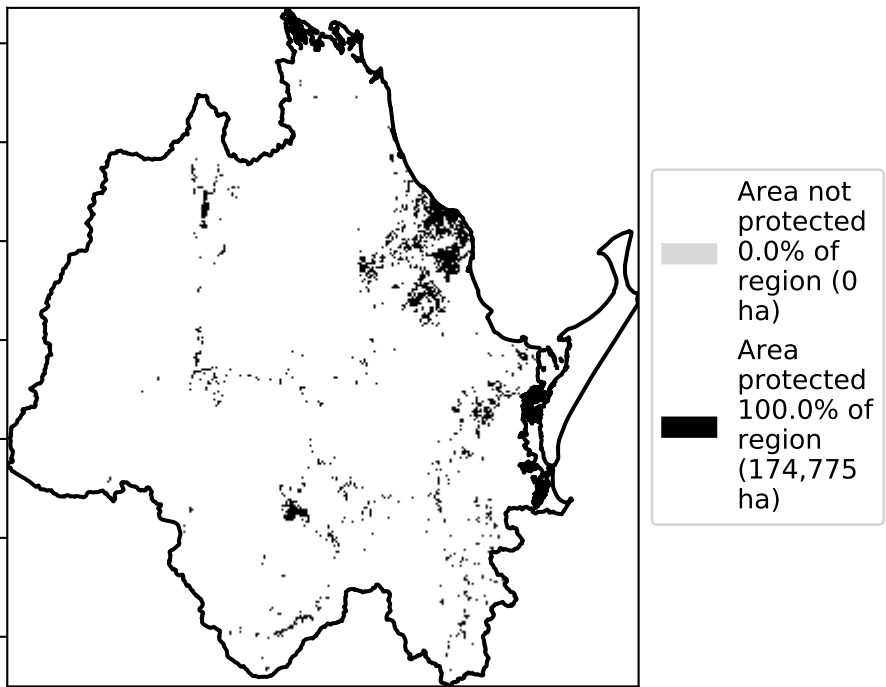 Area not
protected
0.0% of
region (0
ha)
Area
protected
100.0% of
region
(174,775
ha)